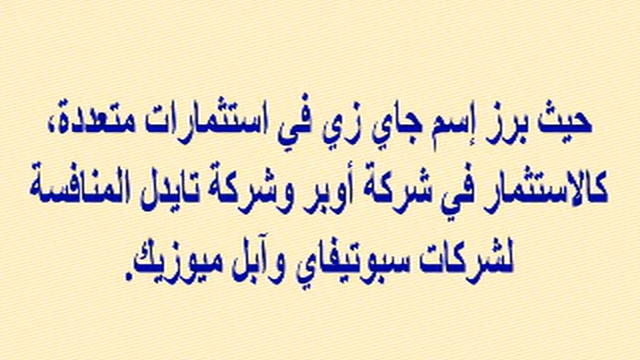 حيث برز إسم جاي زي في استثمارات متعددة،
كالاستثمار في شركة أوبر وشركة تايدل المنافسة
لشركات سبوتيفاي وآبل ميوزيك.